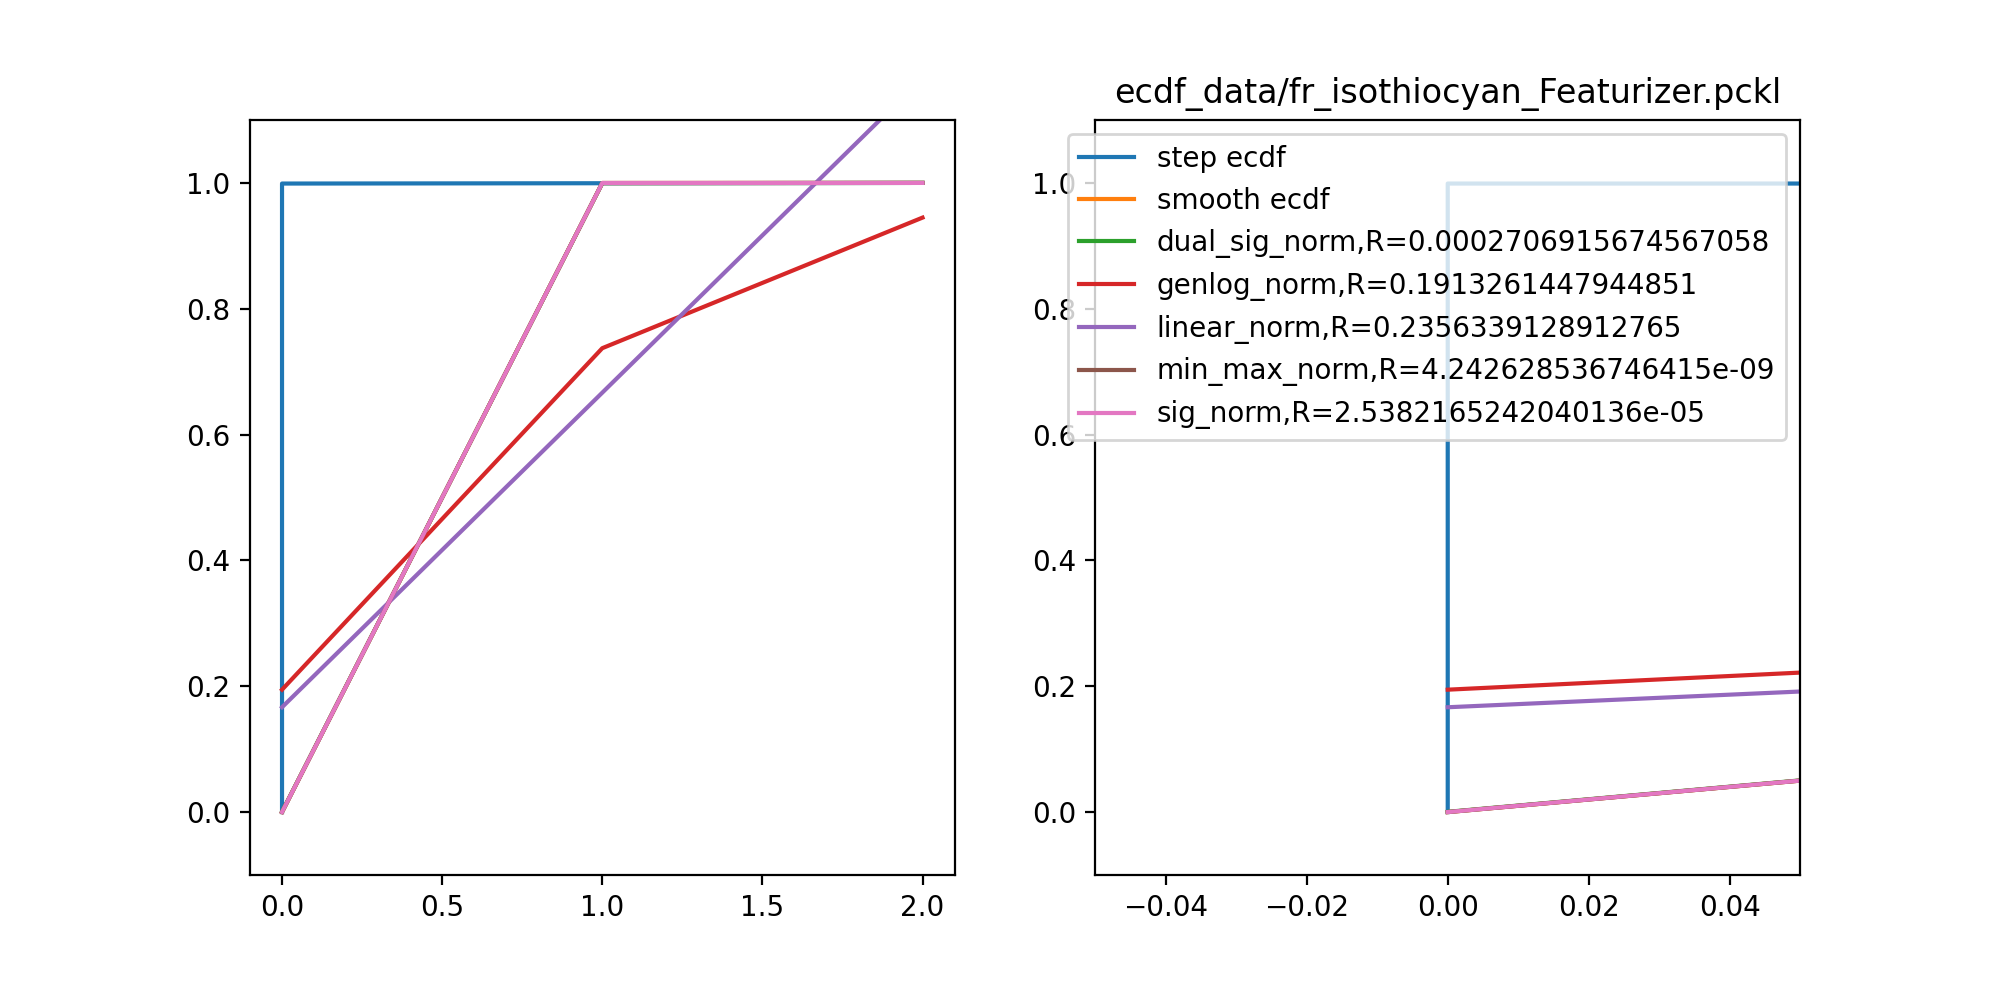 ecdf_data/fr_isothiocyan_Featurizer.pckl
1.0
0.8
0.6
0.4
0.2
0.0
0.0 0.5 1.0 1.5 2.0
step ecdf
smooth ecdf
dual_sig_norm,R=0.0002706915674567058
genlog_norm,R=0.1913261447944851
linear_norm,R=0.2356339128912765
min_max_norm,R=4.242628536746415e-09
sig_norm,R=2.5382165242040136e-05
1.0
0.8
0.6
0.4
0.2
0.0
−0.04 −0.02 0.00 0.02 0.04